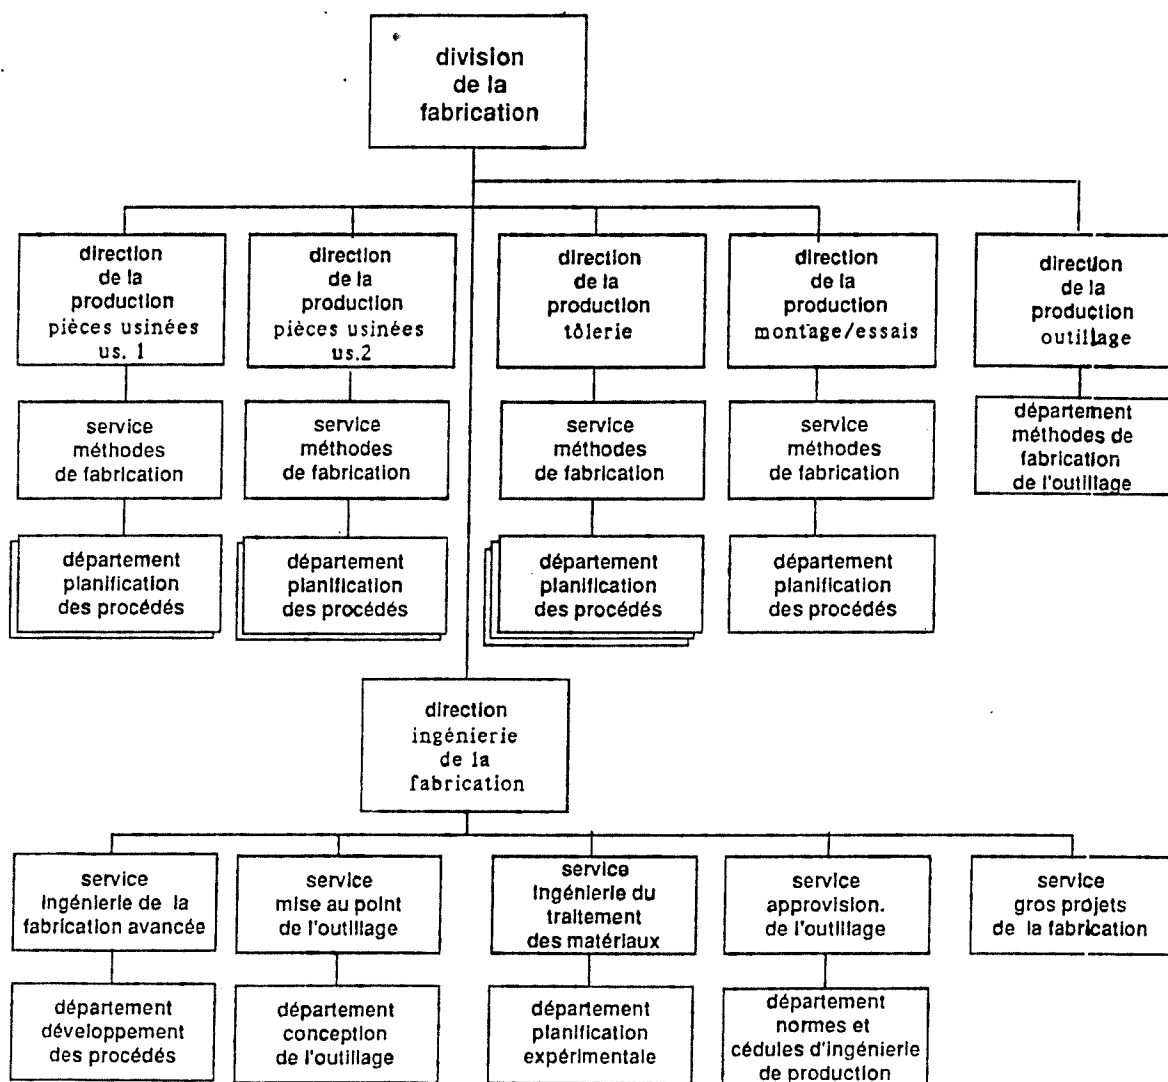 division
de la
fabrication
direction
de la
production
pièces usinées
us. 1
direction
de la
production
pièces usinées
us.2
direction
de la
production
tôlerie
direction
de la
production
montage/essais
direction
de la
production
outillage
service
méthodes
de fabrication
service
méthodes
de fabrication
service
méthodes
de fabrication
service
méthodes
de fabrication
département
méthodes de
fabrication
de l'outillage
département
planification
des procédés
département
planification
des procédés
département
planification
des procédés
département
planification
des procédés
direction
ingénierie
de la
fabrication
service
ingénierie de la
fabrication avancée
service
mise au point
de l'outillage
service
ingénierie du
traitement
des matériaux
service
approvision.
de l'outillage
service
gros projets
de la fabrication
département
développement
des procédés
département
conception
de l'outillage
département
planification
expérimentale
département
normes et
cédules d'ingénierie
de production